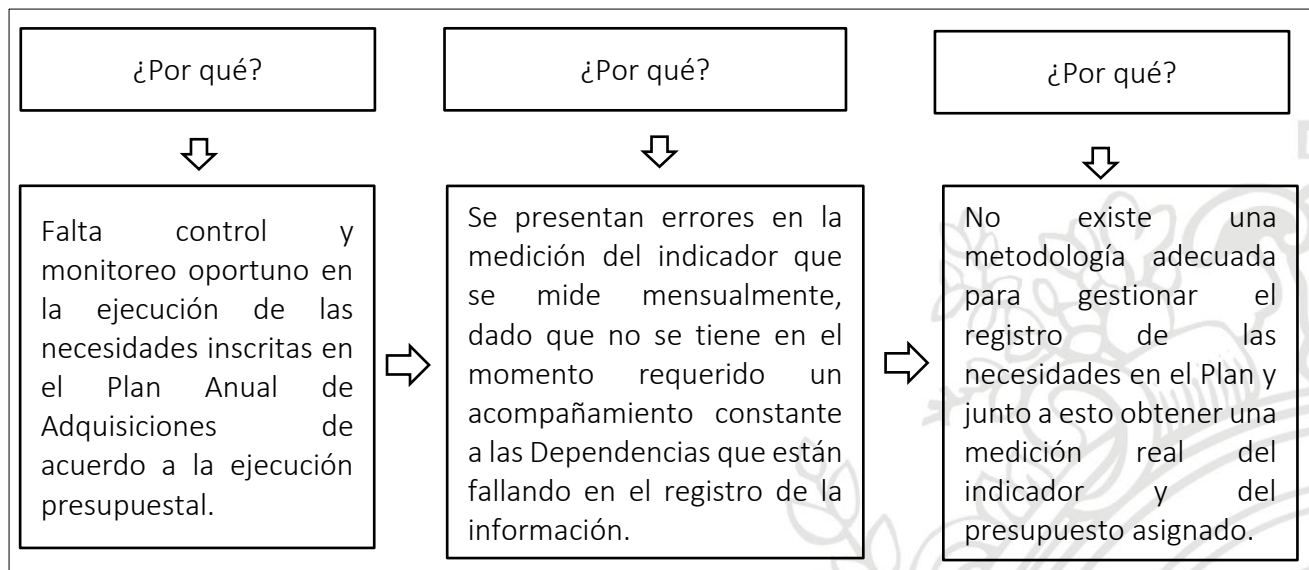 ¿Por qué?
Falta control y
monitoreo oportuno en
la ejecución de las
necesidades inscritas en
el Plan Anual de
Adquisiciones de
acuerdo a la ejecución
presupuestal.
¿Por qué?
Se presentan errores en la
medición del indicador que
se mide mensualmente,
dado que no se tiene en el
momento requerido un
acompañamiento constante
a las Dependencias que están
fallando en el registro de la
información.
¿Por qué?
No existe una
metodología adecuada
para gestionar el
registro de las
necesidades en el Plan y
junto a esto obtener una
medición real del
indicador y del
presupuesto asignado.